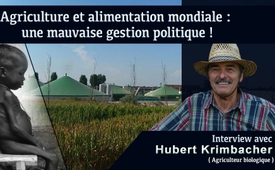 Agriculture et alimentation mondiale :
une mauvaise gestion politique !
Interview avec
Hubert Krimbacher
( Agriculteur biologique )